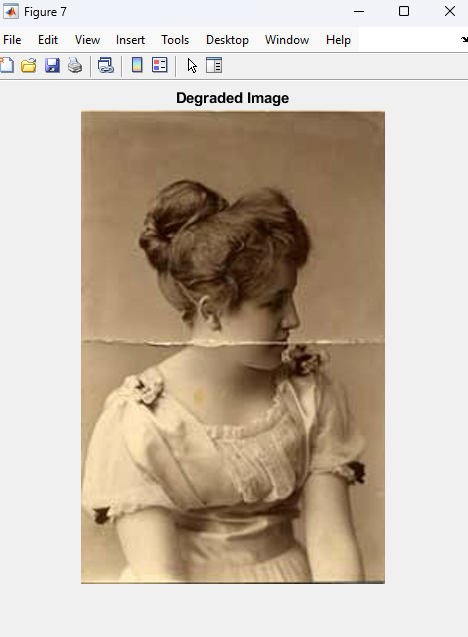 Figure 7
File Edit View Insert Tools Desktop Window Help
Degraded Image